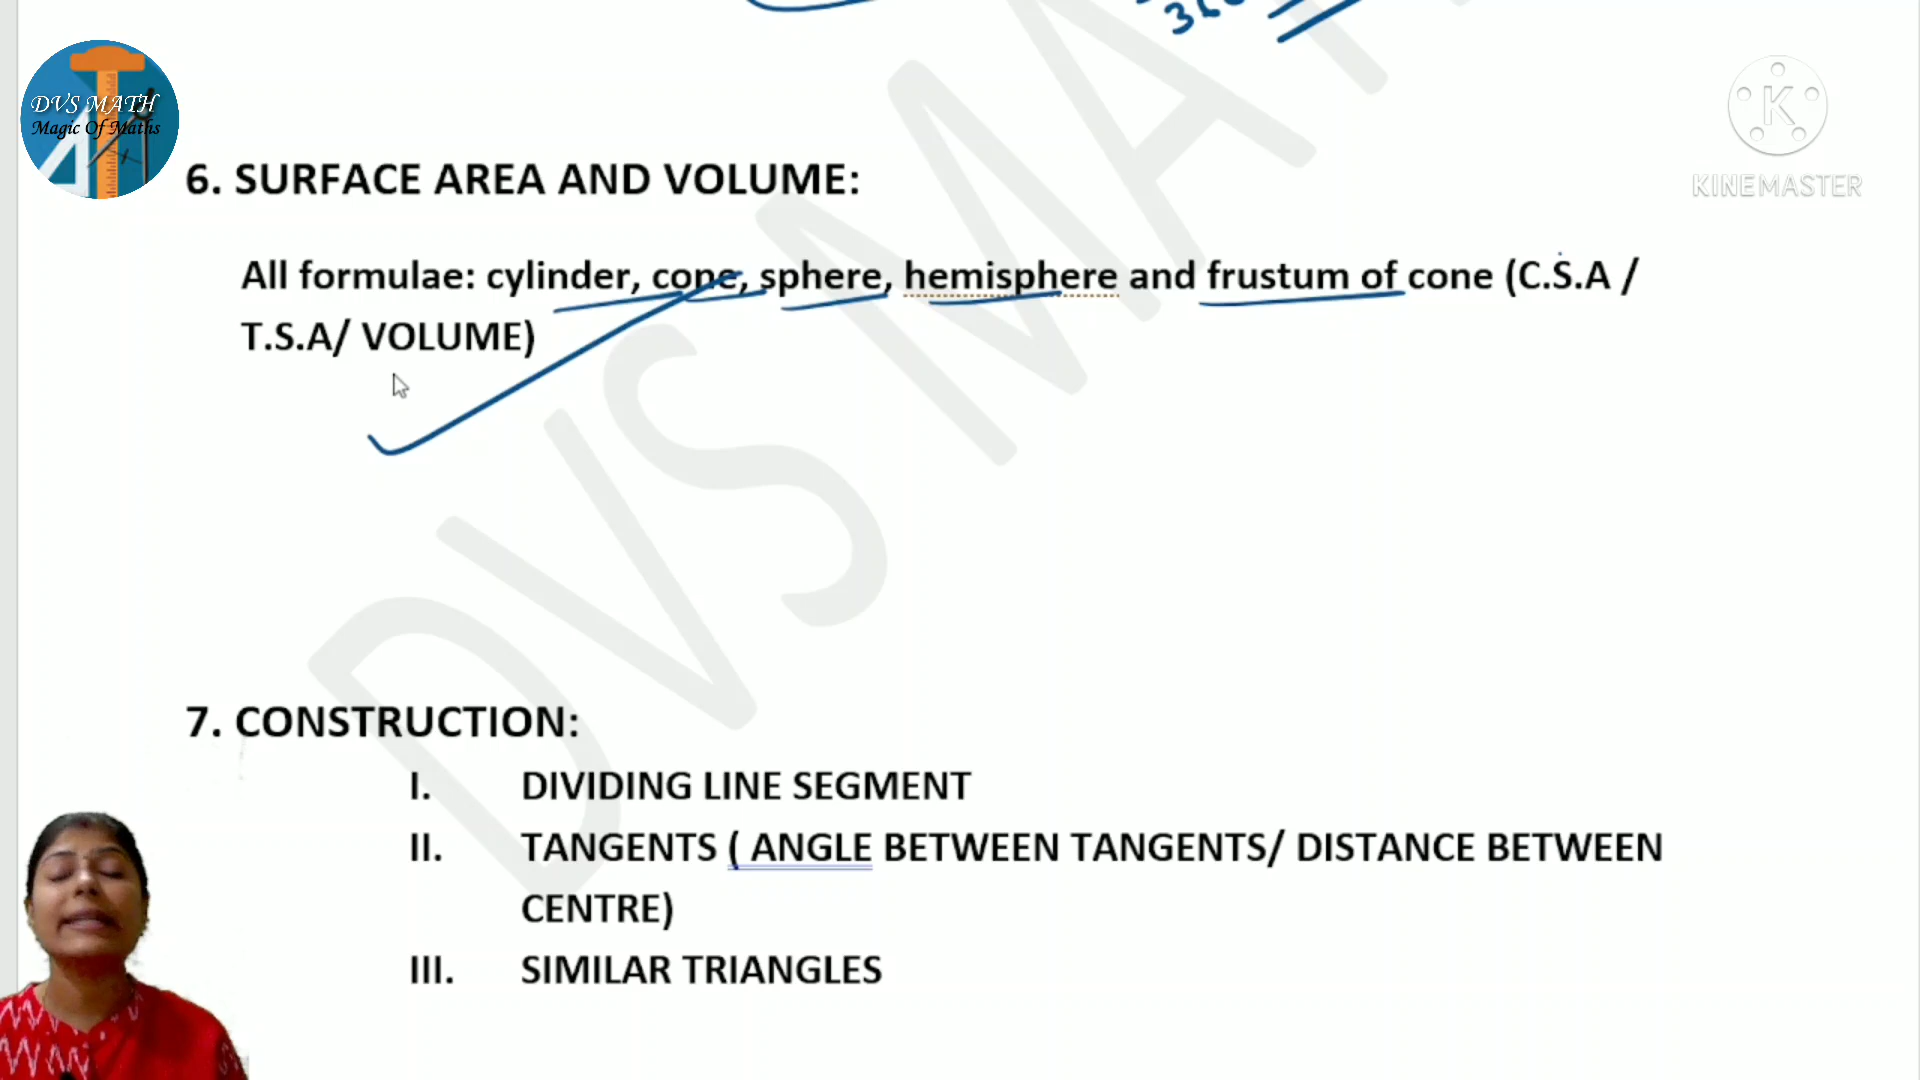 DVS MATH
Magic Of Maths
KINEMASTER
6. SURFACE AREA AND VOLUME:
All formulae: cylinder, cone, sphere, hemisphere and frustum of cone (C.S.A /
T.S.A/ VOLUME)
DVS MAT
7. CONSTRUCTION:
I. DIVIDING LINE SEGMENT
II. TANGENTS ( ANGLE BETWEEN TANGENTS/ DISTANCE BETWEEN
CENTRE)
III. SIMILAR TRIANGLES